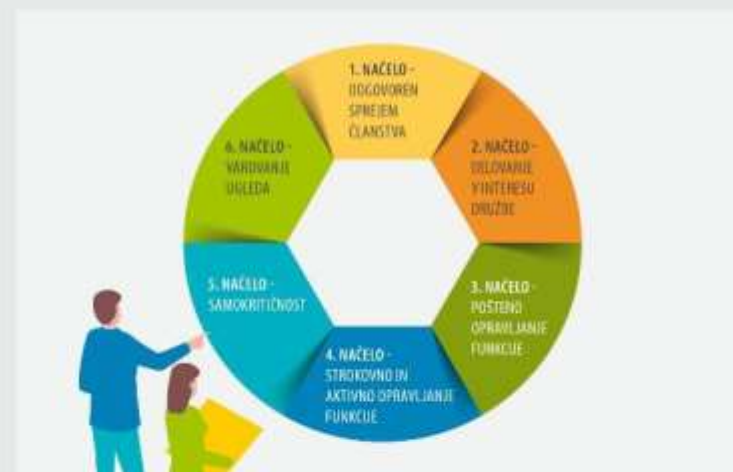 1. NAČELO -
ODGOVOREN
SPREJEM
ČLANSTVA
2. NAČELO -
DELOVANJE
V INTERESU
DRUŽBE
3. NAČELO -
POŠTENO
OPRAVLJANJE
FUNKCIJE
4. NAČELO -
STROKOVNO IN
AKTIVNO OPRAVLJANJE
FUNKCIJE
5. NAČELO -
SAMOKRITIČNOST
6. NAČELO -
VAROVANJE
UGLEDA